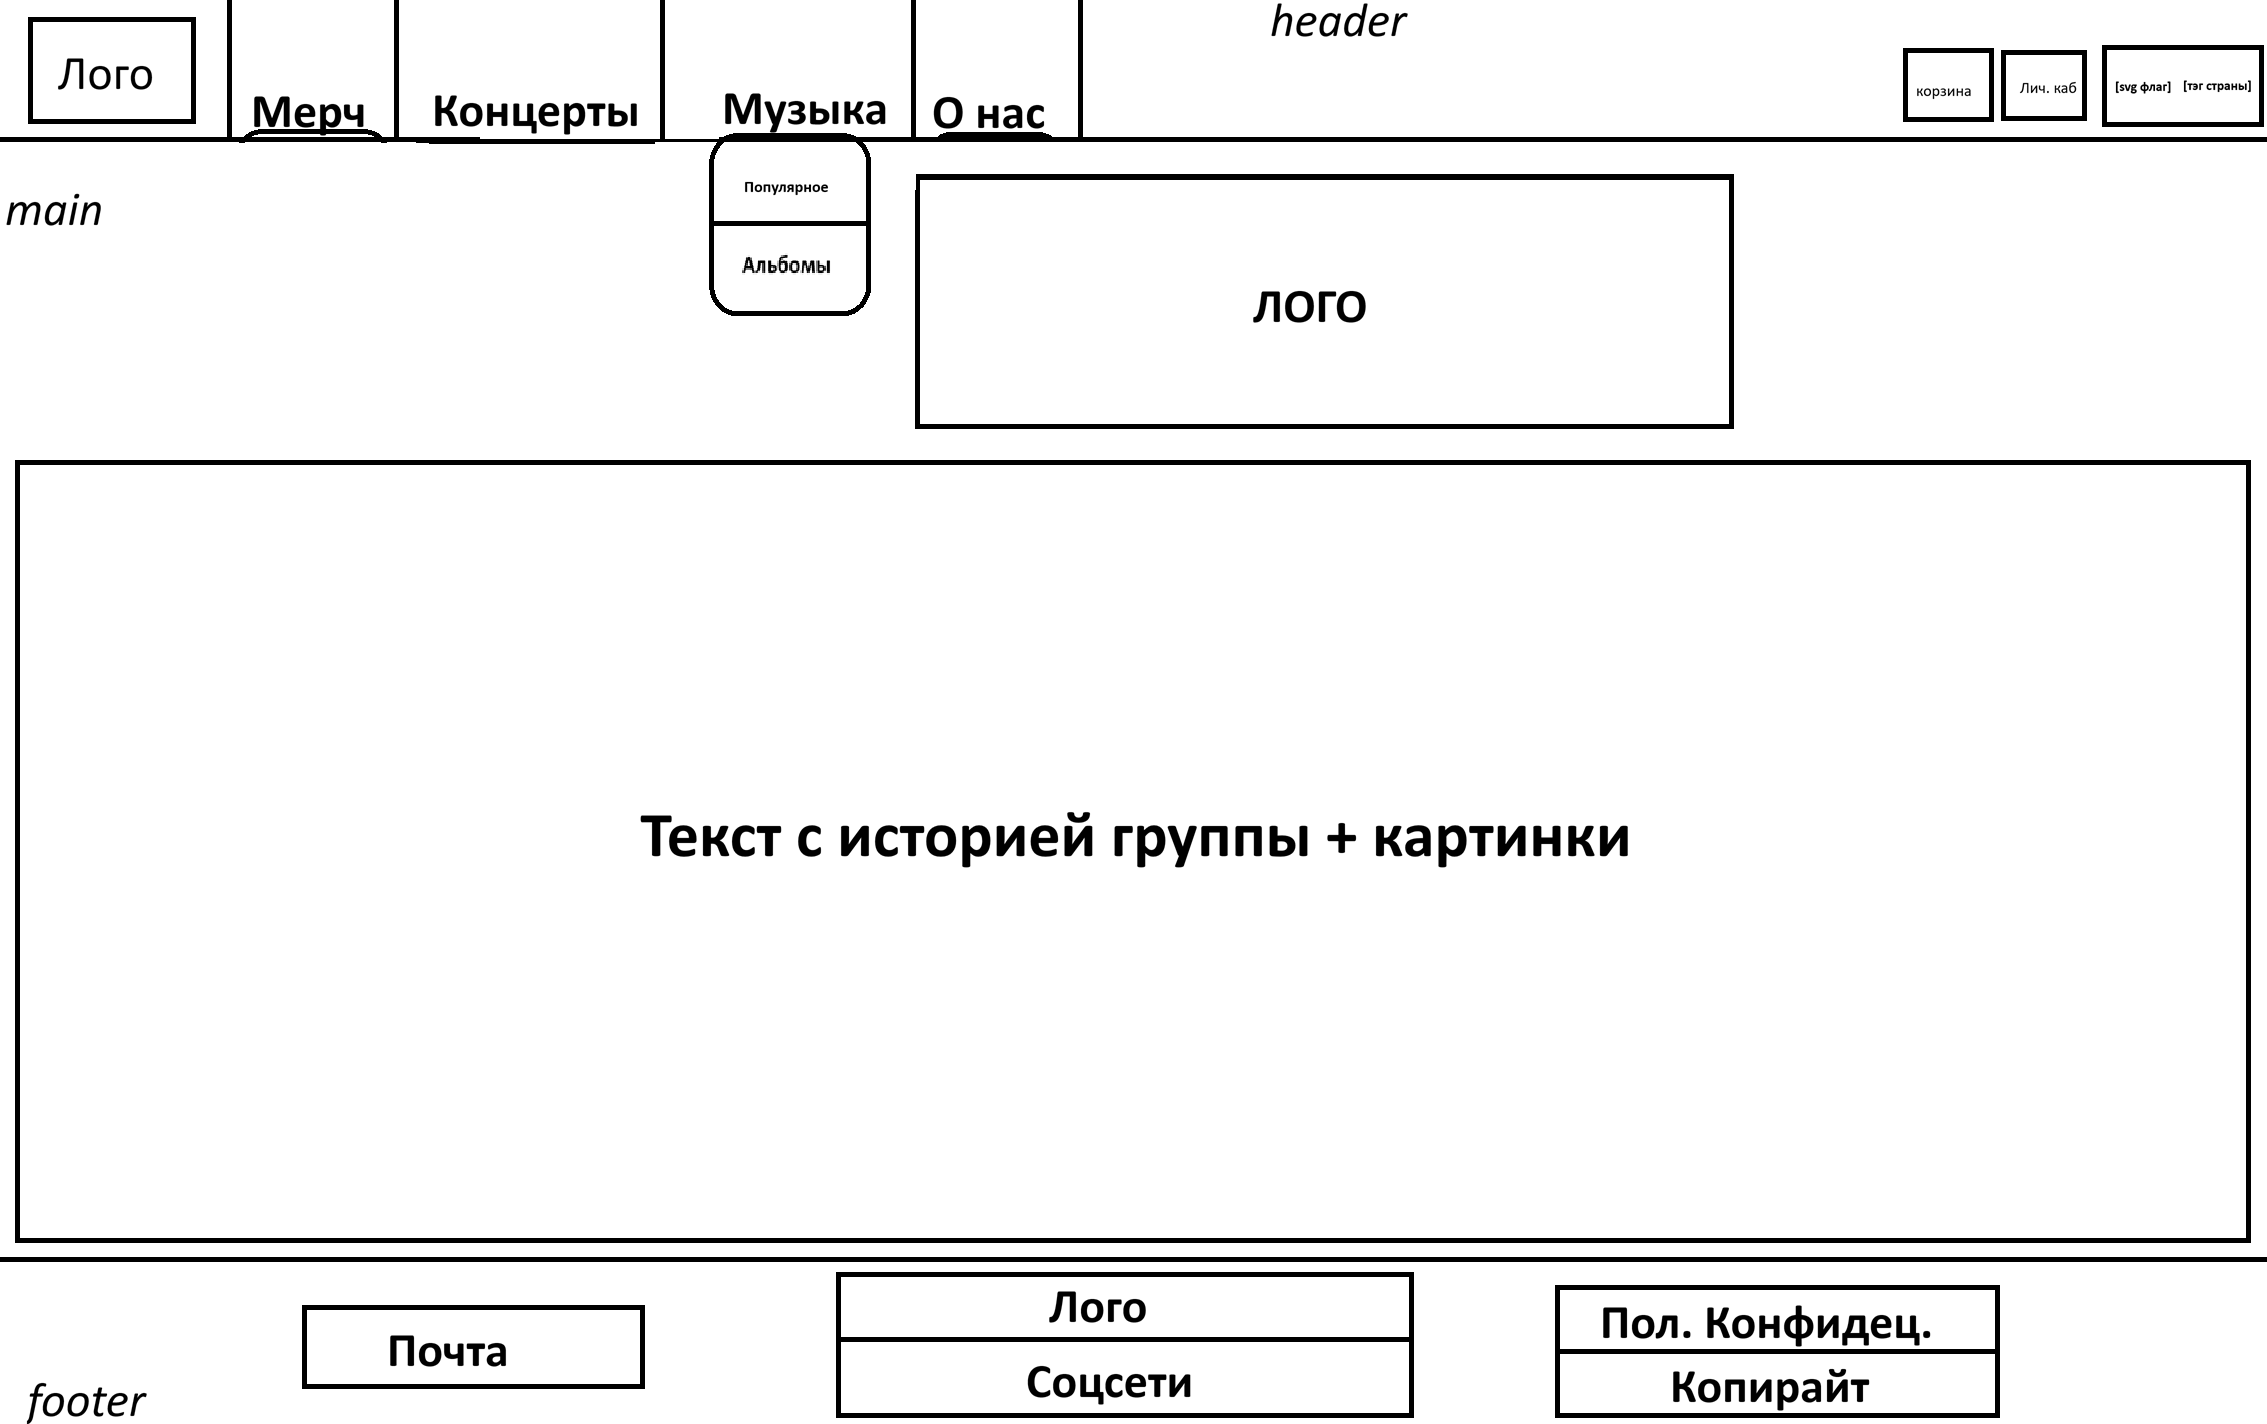 header
Лого
Мерч
Концерты
Музыка
О нас
корзина
Лич. каб
[svg флаг] [тэг страны]
main
Популярное
Альбомы
ЛОГО
Текст с историей группы + картинки
Почта
Лого
Соцсети
Пол. Конфидец.
Копирайт
footer